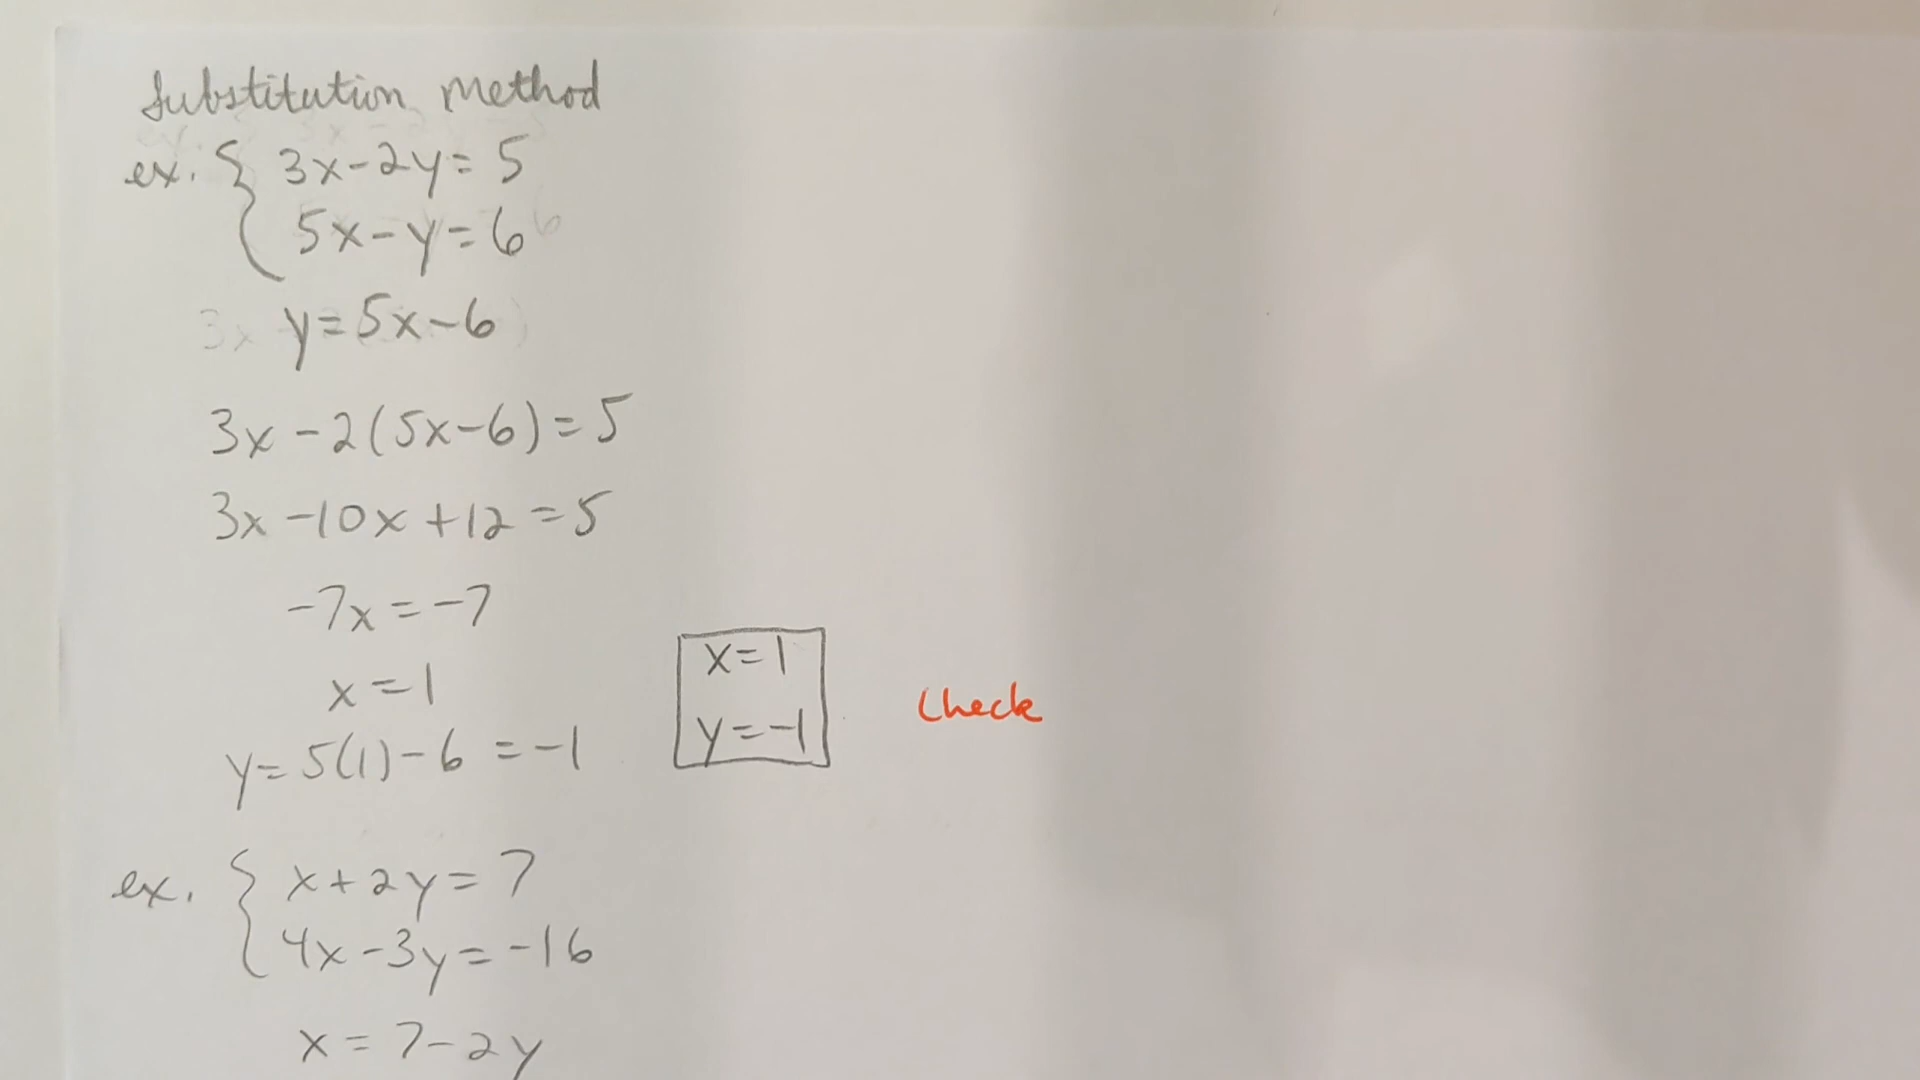 Substitution Method
ex. { 3x-2y=5
5x-y=6
y=5x-6
3x-2(5x-6)=5
3x-10x+12=5
-7x=-7
x=1
y=5(1)-6=-1
x=1
y=-1
Check
ex. { x+2y=7
4x-3y=-16
x=7-2y